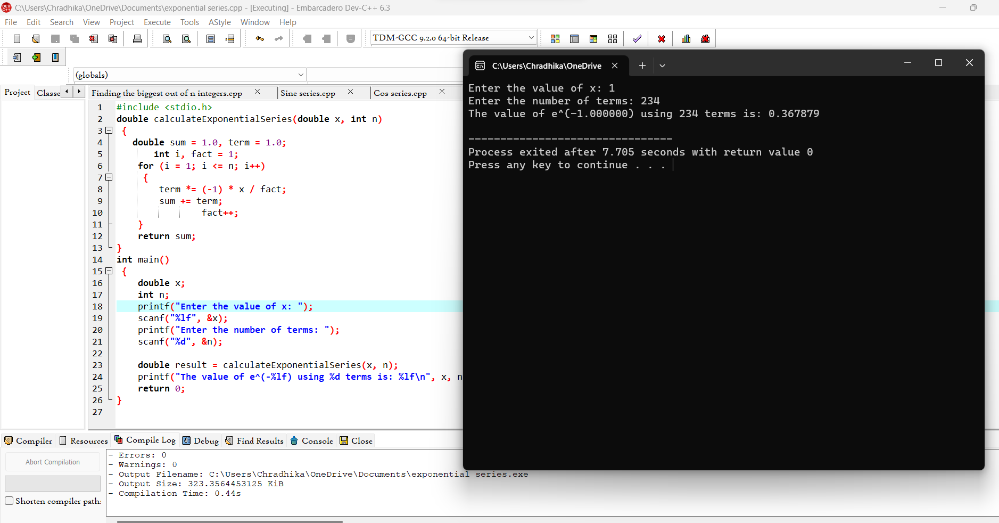 C:\Users\Chradhika\OneDrive\Documents\exponential series.cpp - [Executing] - Embarcadero Dev-C++ 6.3
File Edit Search View Project Execute Tools AStyle Window Help
TDM-GCC 9.2.0 64-bit Release
(globals)
Project Classe
Finding the biggest out of n integers.cpp Sine series.cpp Cos series.cpp
1 #include <stdio.h>
2 double calculateExponentialSeries(double x, int n)
3 {
4 double sum = 1.0, term = 1.0;
5 int i, fact = 1;
6 for (i = 1; i <= n; i++)
7 {
8 term *= (-1) * x / fact;
9 sum += term;
10 fact++;
11 }
12 return sum;
13 }
14 int main()
15 {
16 double x;
17 int n;
18 printf("Enter the value of x: ");
19 scanf("%lf", &x);
20 printf("Enter the number of terms: ");
21 scanf("%d", &n);
22
23 double result = calculateExponentialSeries(x, n);
24 printf("The value of e^(-%lf) using %d terms is: %lf\n", x, n
25 return 0;
26 }
27
C:\Users\Chradhika\OneDrive
Enter the value of x: 1
Enter the number of terms: 234
The value of e^(-1.000000) using 234 terms is: 0.367879
--------------------------------
Process exited after 7.705 seconds with return value 0
Press any key to continue . . .
Compiler Resources Compile Log Debug Find Results Console Close
Abort Compilation
Shorten compiler path
- Errors: 0
- Warnings: 0
- Output Filename: C:\Users\Chradhika\OneDrive\Documents\exponential series.exe
- Output Size: 323.3564453125 KiB
- Compilation Time: 0.44s